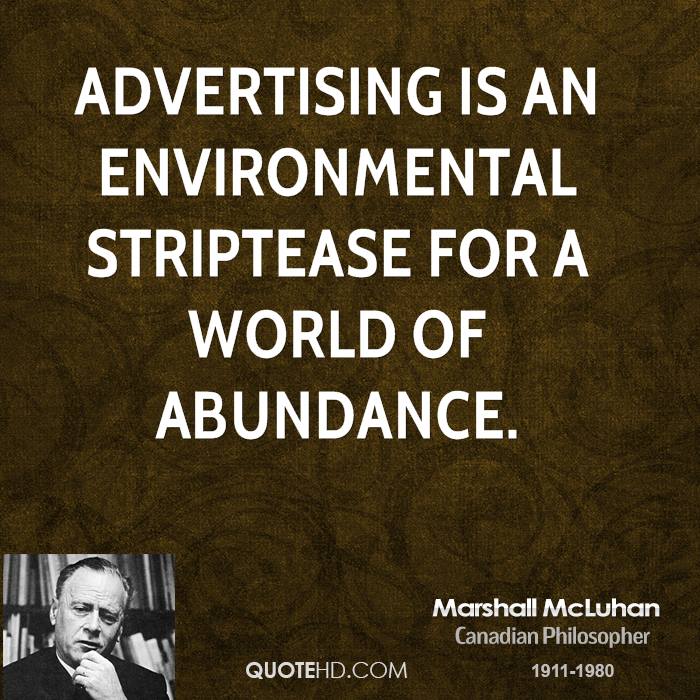 ADVERTISING IS AN
ENVIRONMENTAL
STRIPTEASE FOR A
WORLD OF
ABUNDANCE.
Marshall McLuhan
Canadian Philosopher
QUOTEHD.COM
1911-1980